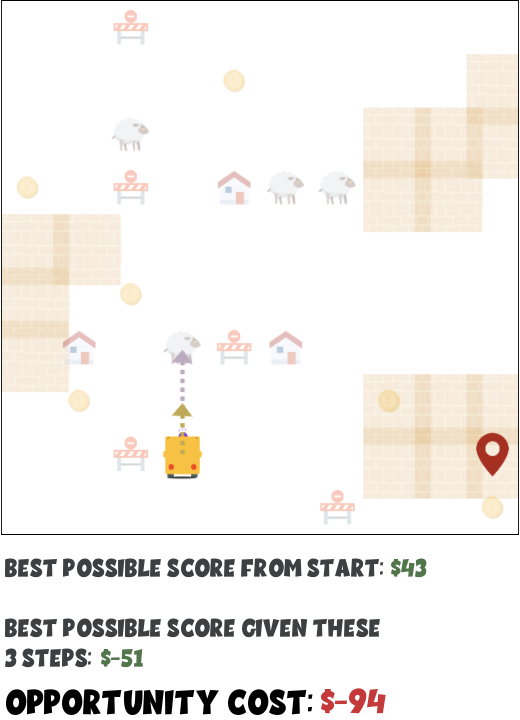 BEST POSSIBLE SCORE FROM START: $43
BEST POSSIBLE SCORE GIVEN THESE
3 STEPS: $-51
OPPORTUNITY COST: $-94